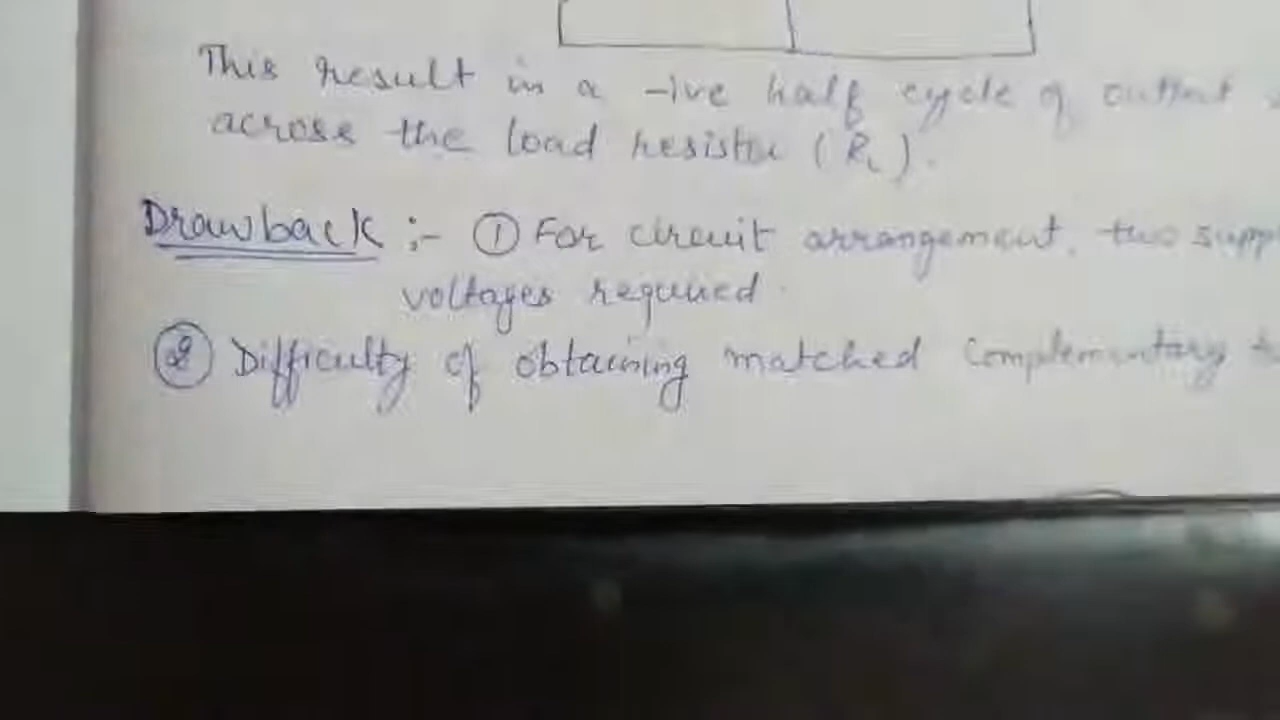 This result in a -ive half cycle of output
across the load resistor (RL).
Drawback :- ① For circuit arrangement, two suppl
voltages required.
② Difficulty of obtaining matched Complementary t